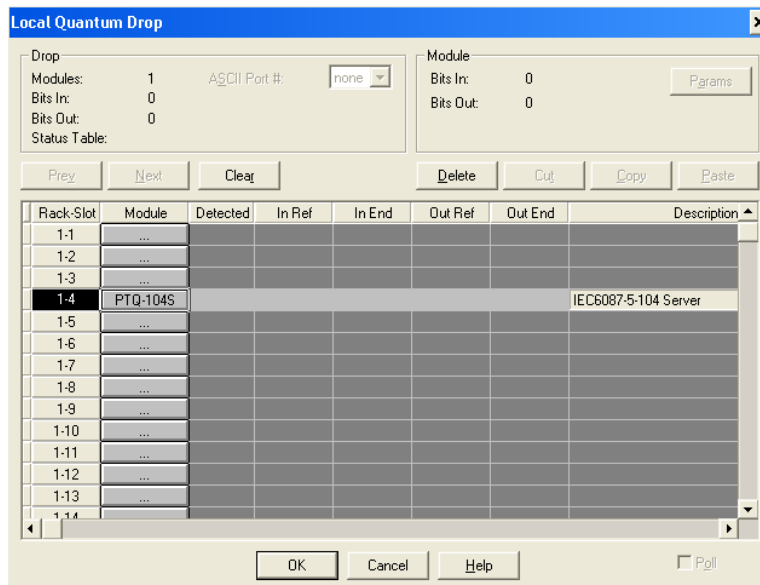 Local Quantum Drop
Drop
Modules: 1 ASCII Port #: none
Bits In: 0
Bits Out: 0
Status Table:
Module
Bits In: 0 Params
Bits Out: 0
Prev Next Clear Delete Cut Copy Paste
Rack-Slot Module Detected In Ref In End Out Ref Out End Description
1-1 ...
1-2 ...
1-3 ...
1-4 PTQ-104S IEC6087-5-104 Server
1-5 ...
1-6 ...
1-7 ...
1-8 ...
1-9 ...
1-10 ...
1-11 ...
1-12 ...
1-13 ...
1-14
OK Cancel Help Poll